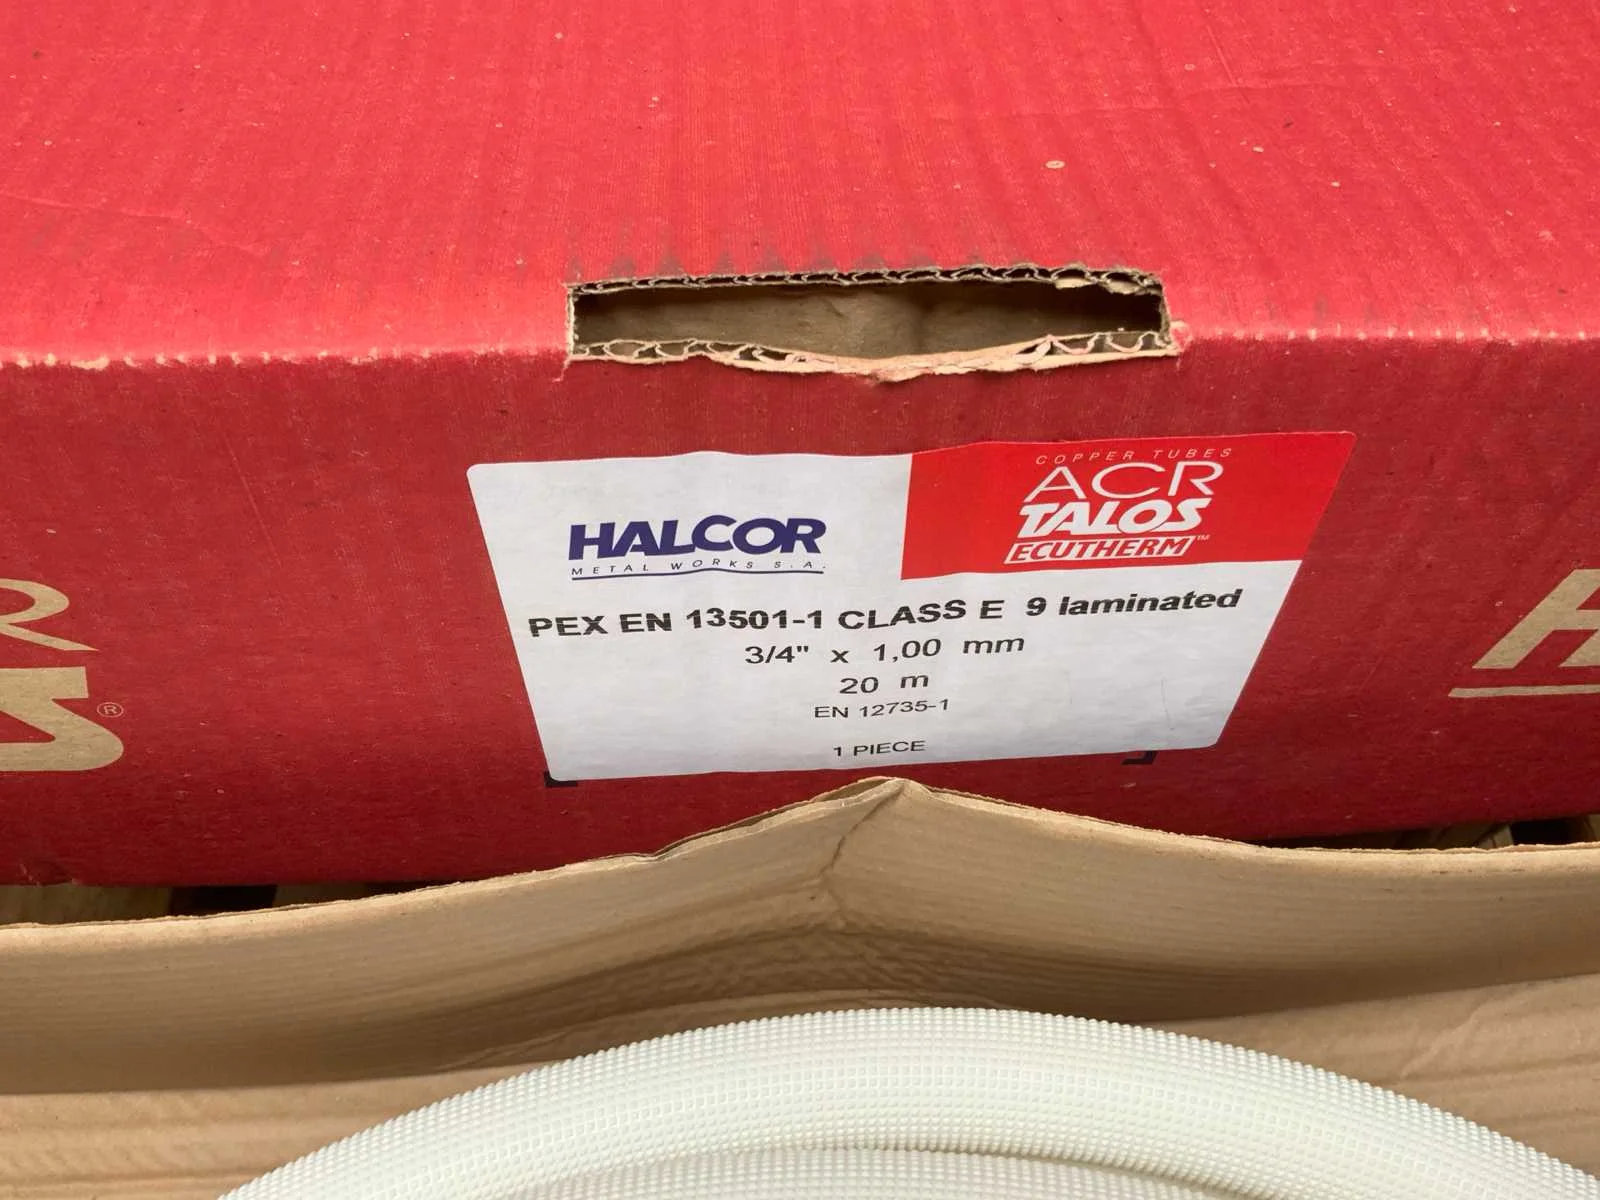 HALCOR
METAL WORKS S.A.
COPPER TUBES
ACR
TALOS
ECUTHERM™
PEX EN 13501-1 CLASS E 9 laminated
3/4" x 1,00 mm
20 m
EN 12735-1
1 PIECE
R
S®
H